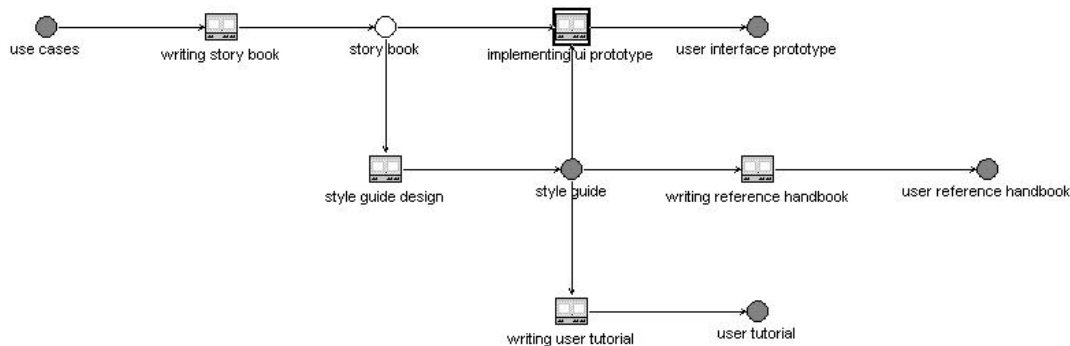 use cases
writing story book
story book
implementing ui prototype
user interface prototype
style guide design
style guide
writing reference handbook
user reference handbook
writing user tutorial
user tutorial